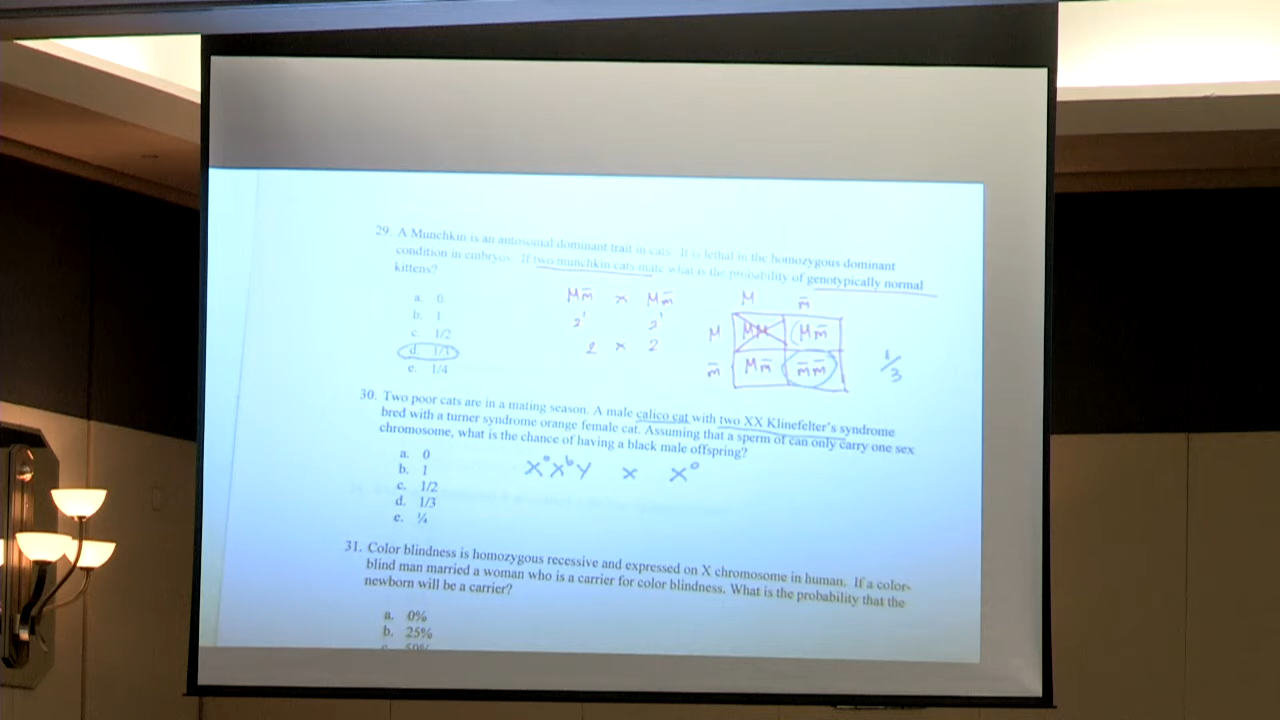 29. A Munchkin is an autosomal dominant trait in cats. It is lethal in the homozygous dominant
condition in embryos. If two munchkin cats mate what is the probability of genotypically normal
kittens?
a. 0
b. 1
c. 1/2
d. 1/3
e. 1/4
Mm̄ x Mm̄
2¹ 2¹
2 x 2
M m̄
M MM Mm̄
m̄ Mm̄ m̄m̄
1/3
30. Two poor cats are in a mating season. A male calico cat with two XX Klinefelter's syndrome
bred with a turner syndrome orange female cat. Assuming that a sperm of can only carry one sex
chromosome, what is the chance of having a black male offspring?
a. 0
b. 1
c. 1/2
d. 1/3
e. ¼
X°XᵇY x X°
31. Color blindness is homozygous recessive and expressed on X chromosome in human. If a color-
blind man married a woman who is a carrier for color blindness. What is the probability that the
newborn will be a carrier?
a. 0%
b. 25%